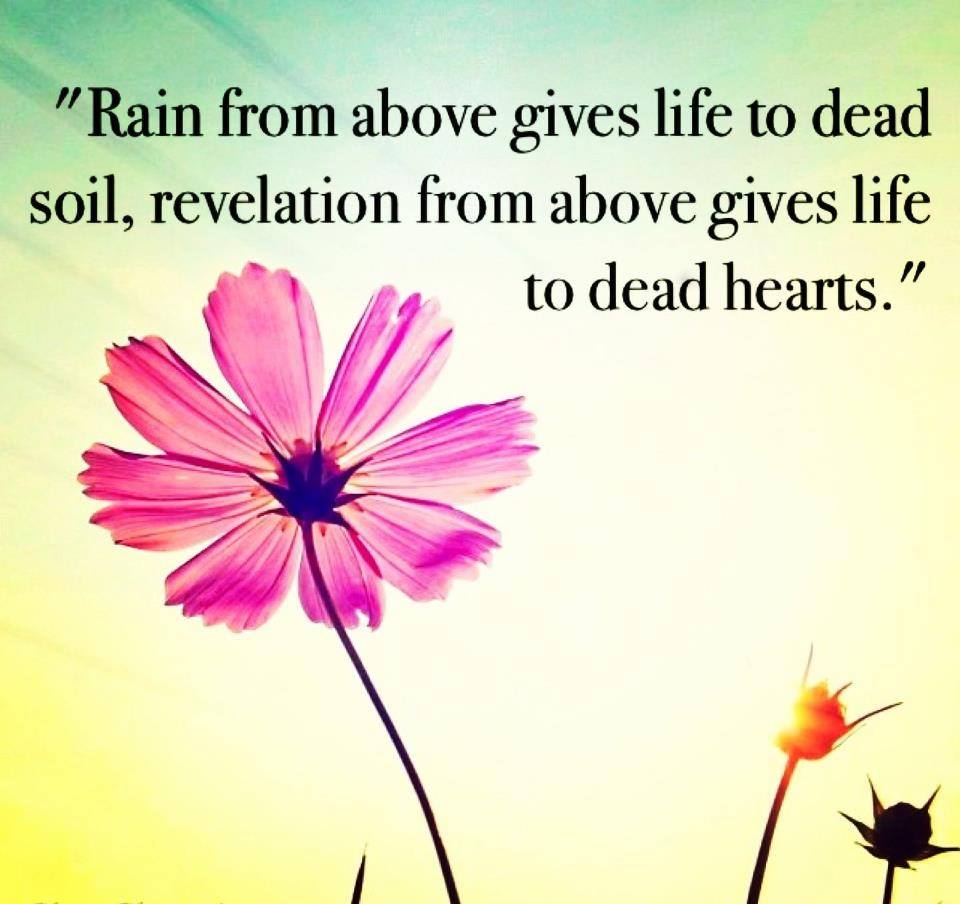 "Rain from above gives life to dead
soil, revelation from above gives life
to dead hearts."